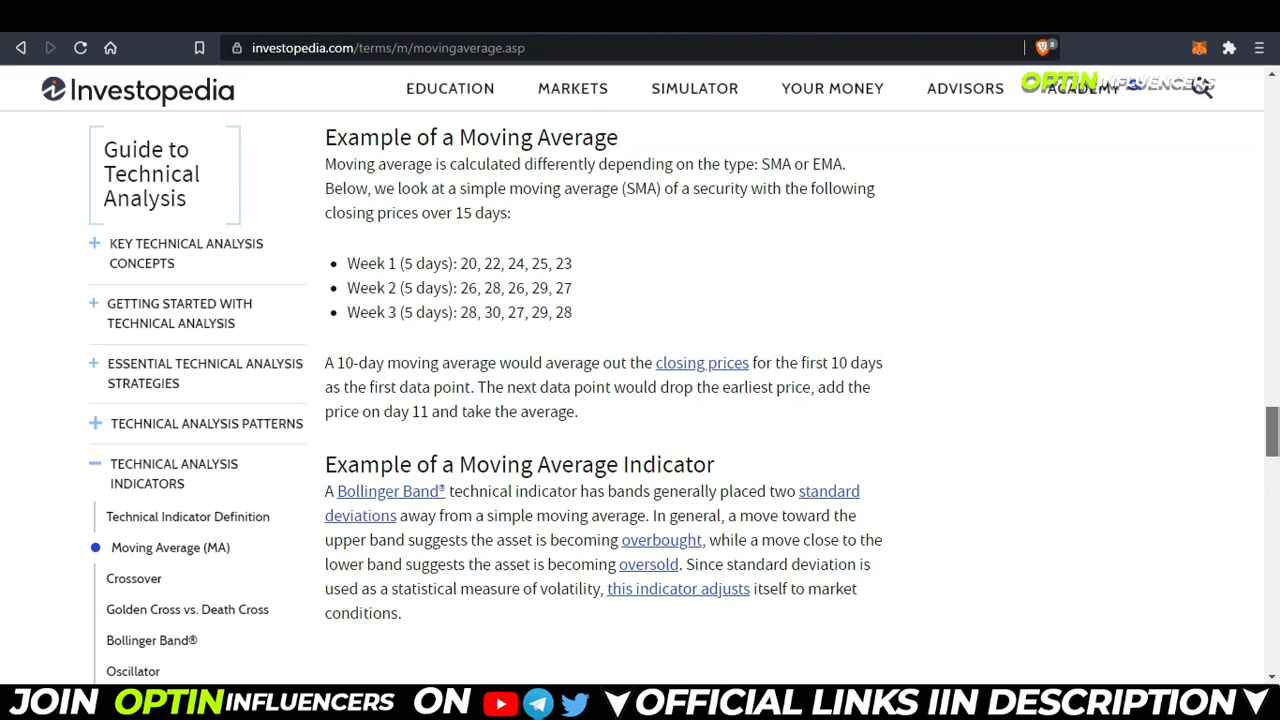 investopedia.com/terms/m/movingaverage.asp
8
Investopedia
EDUCATION MARKETS SIMULATOR YOUR MONEY ADVISORS ACADEMY
OPTIN INFLUENCERS
Guide to
Technical
Analysis
+ KEY TECHNICAL ANALYSIS
CONCEPTS
+ GETTING STARTED WITH
TECHNICAL ANALYSIS
+ ESSENTIAL TECHNICAL ANALYSIS
STRATEGIES
+ TECHNICAL ANALYSIS PATTERNS
– TECHNICAL ANALYSIS
INDICATORS
Technical Indicator Definition
Moving Average (MA)
Crossover
Golden Cross vs. Death Cross
Bollinger Band®
Oscillator
Example of a Moving Average
Moving average is calculated differently depending on the type: SMA or EMA.
Below, we look at a simple moving average (SMA) of a security with the following
closing prices over 15 days:
• Week 1 (5 days): 20, 22, 24, 25, 23
• Week 2 (5 days): 26, 28, 26, 29, 27
• Week 3 (5 days): 28, 30, 27, 29, 28
A 10-day moving average would average out the closing prices for the first 10 days
as the first data point. The next data point would drop the earliest price, add the
price on day 11 and take the average.
Example of a Moving Average Indicator
A Bollinger Band® technical indicator has bands generally placed two standard
deviations away from a simple moving average. In general, a move toward the
upper band suggests the asset is becoming overbought, while a move close to the
lower band suggests the asset is becoming oversold. Since standard deviation is
used as a statistical measure of volatility, this indicator adjusts itself to market
conditions.
JOIN OPTIN INFLUENCERS ON OFFICIAL LINKS IIN DESCRIPTION